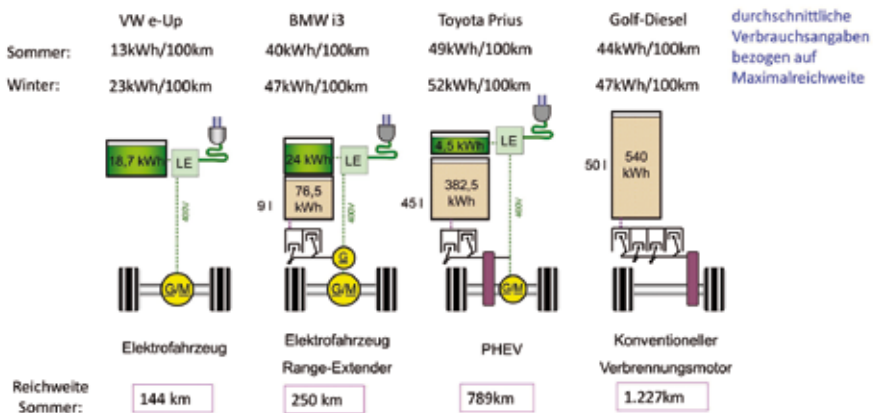 VW e-Up BMW i3 Toyota Prius Golf-Diesel
durchschnittliche
Verbrauchsangaben
bezogen auf
Maximalreichweite
Sommer: 13kWh/100km 40kWh/100km 49kWh/100km 44kWh/100km
Winter: 23kWh/100km 47kWh/100km 52kWh/100km 47kWh/100km
18,7 kWh LE 24 kWh LE 4,5 kWh LE
9 l 76,5 kWh
45 l 382,5 kWh
50 l 540 kWh
400V 400V 400V
G
G/M G/M G/M
Elektrofahrzeug
Elektrofahrzeug
Range-Extender
PHEV
Konventioneller
Verbrennungsmotor
Reichweite
Sommer: 144 km 250 km 789km 1.227km